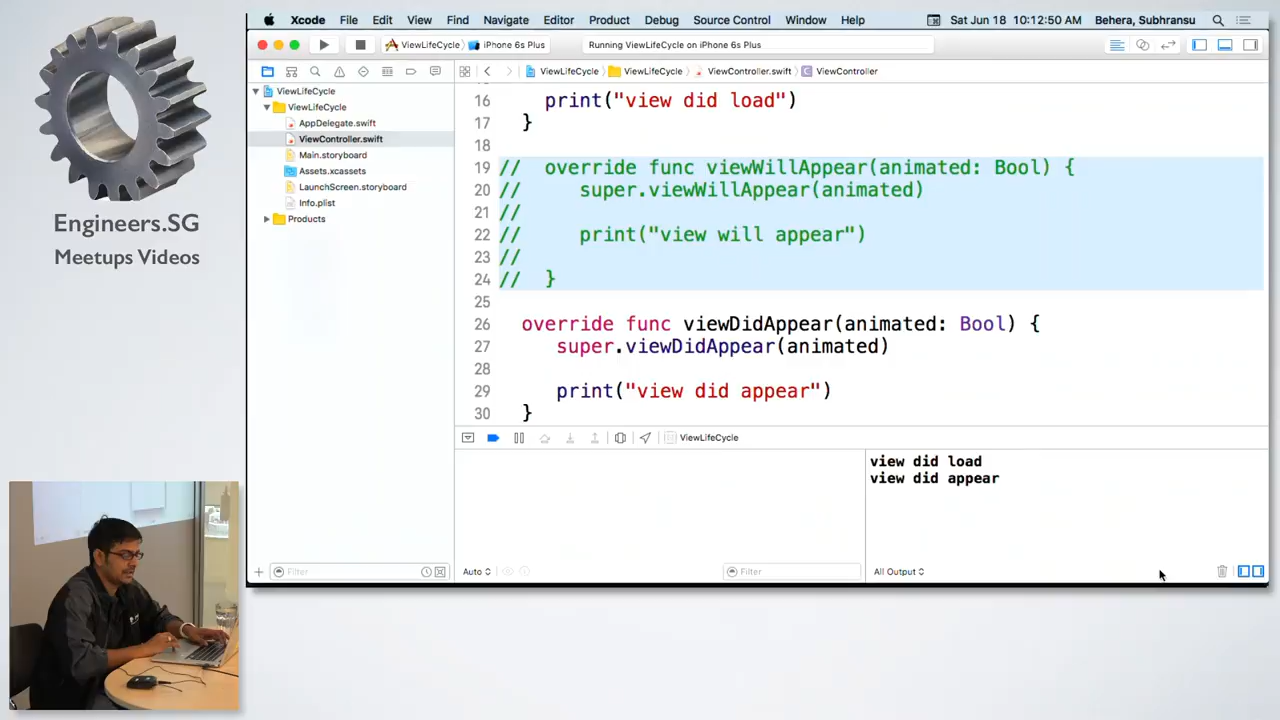 Engineers.SG
Meetups Videos
Xcode File Edit View Find Navigate Editor Product Debug Source Control Window Help Sat Jun 18 10:12:50 AM Behera, Subhransu
ViewLifeCycle iPhone 6s Plus Running ViewLifeCycle on iPhone 6s Plus
ViewLifeCycle ViewLifeCycle ViewController.swift C ViewController
ViewLifeCycle
ViewLifeCycle
AppDelegate.swift
ViewController.swift
Main.storyboard
Assets.xcassets
LaunchScreen.storyboard
Info.plist
Products
16 print("view did load")
17 }
18
19 // override func viewWillAppear(animated: Bool) {
20 // super.viewWillAppear(animated)
21 //
22 // print("view will appear")
23 //
24 // }
25
26 override func viewDidAppear(animated: Bool) {
27 super.viewDidAppear(animated)
28
29 print("view did appear")
30 }
ViewLifeCycle
view did load
view did appear
Filter
Auto
Filter
All Output